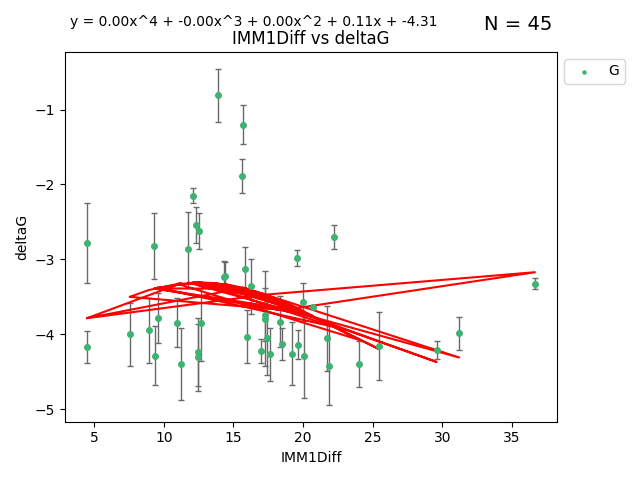 y = 0.00x^4 + -0.00x^3 + 0.00x^2 + 0.11x + -4.31
N = 45
IMM1Diff vs deltaG
G
deltaG
−1
−2
−3
−4
−5
5 10 15 20 25 30 35
IMM1Diff